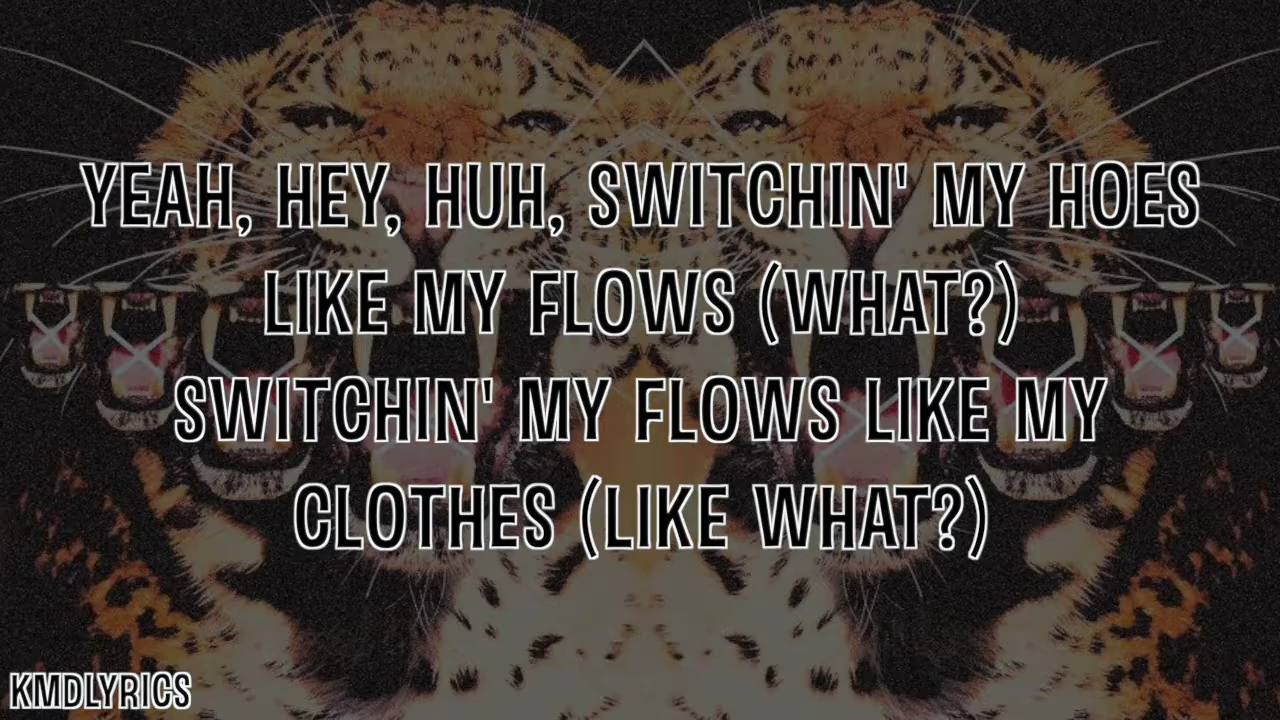 YEAH, HEY, HUH, SWITCHIN' MY HOES
LIKE MY FLOWS (WHAT?)
SWITCHIN' MY FLOWS LIKE MY
CLOTHES (LIKE WHAT?)
KMDLYRICS